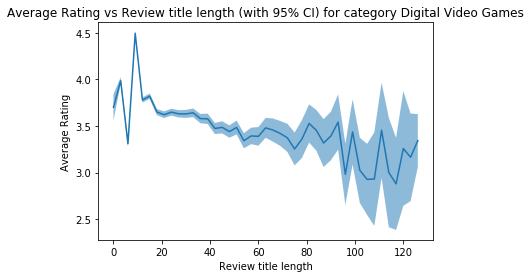 Average Rating vs Review title length (with 95% CI) for category Digital Video Games
4.5
4.0
3.5
3.0
2.5
Average Rating
0 20 40 60 80 100 120
Review title length